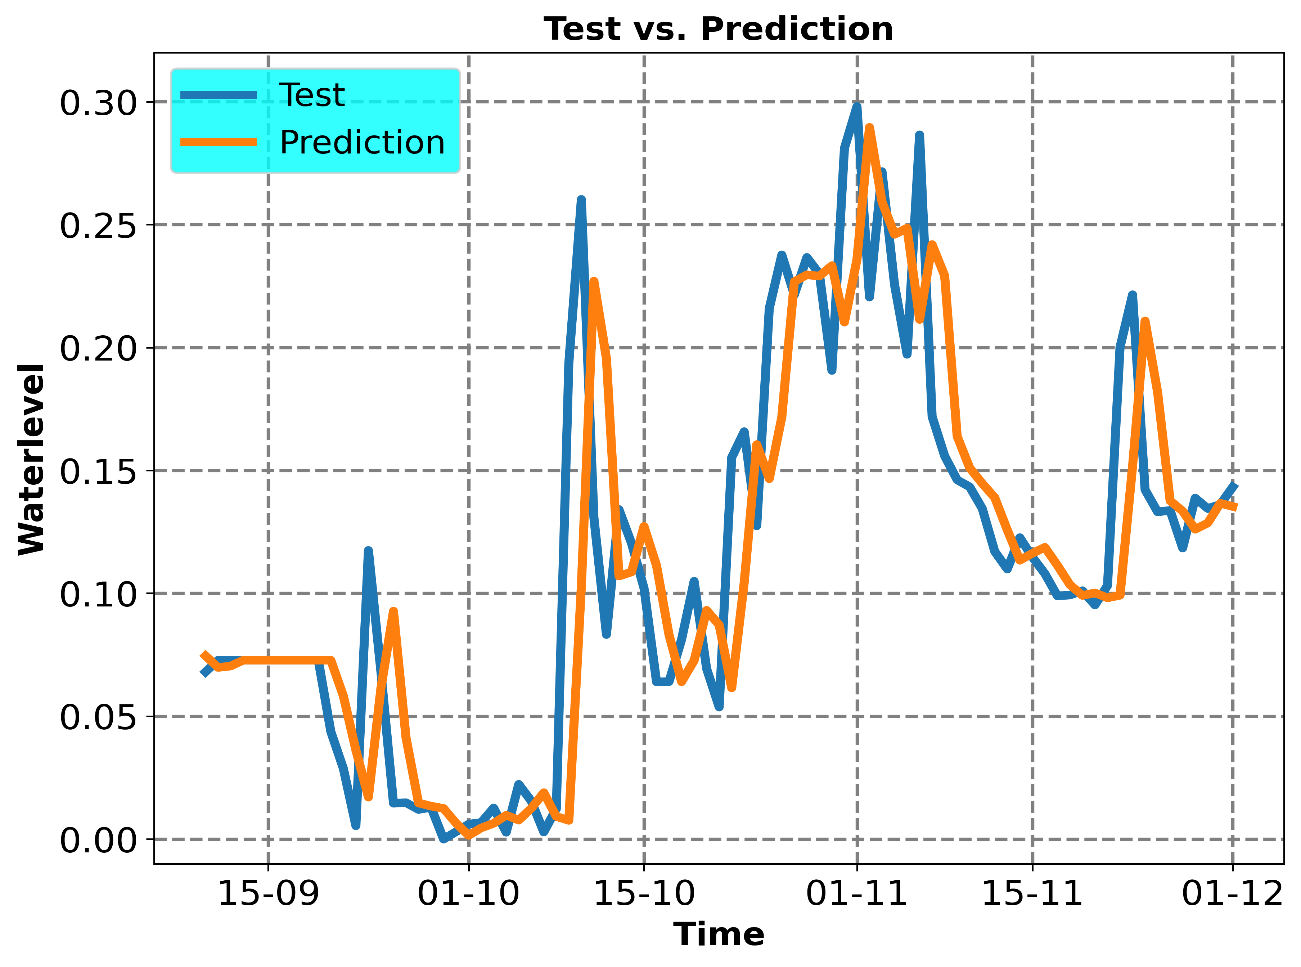 Test vs. Prediction
Test
Prediction
Waterlevel
0.30
0.25
0.20
0.15
0.10
0.05
0.00
15-09 01-10 15-10 01-11 15-11 01-12
Time